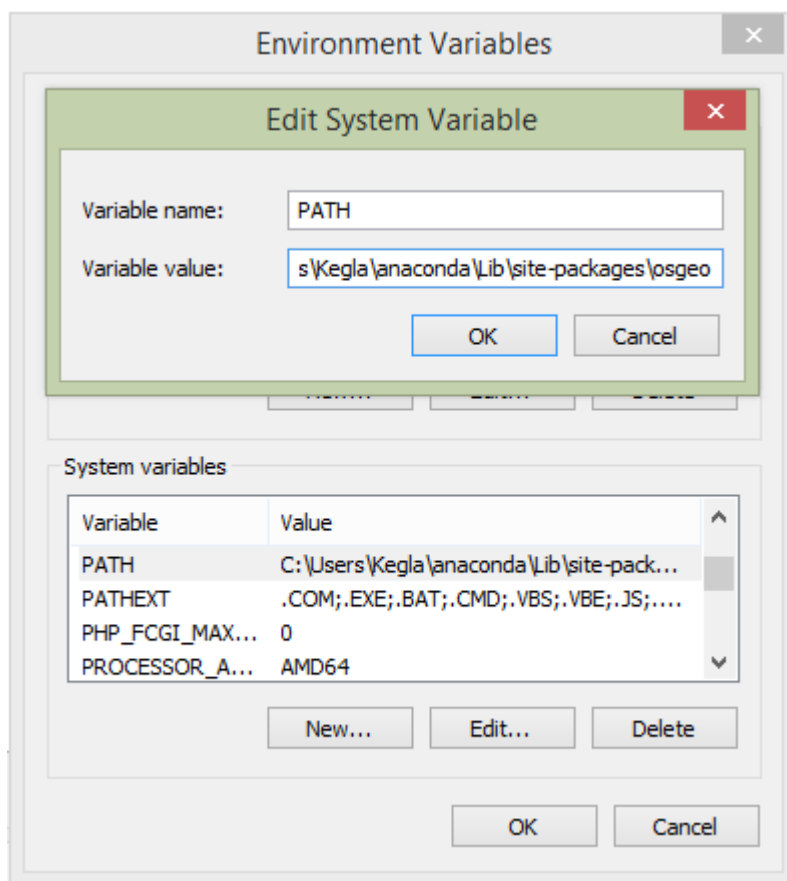 Environment Variables
Edit System Variable
Variable name: PATH
Variable value: s\Kegla\anaconda\Lib\site-packages\osgeo
OK Cancel
System variables
Variable Value
PATH C:\Users\Kegla\anaconda\Lib\site-pack...
PATHEXT .COM;.EXE;.BAT;.CMD;.VBS;.VBE;.JS;....
PHP_FCGI_MAX... 0
PROCESSOR_A... AMD64
New... Edit... Delete
OK Cancel